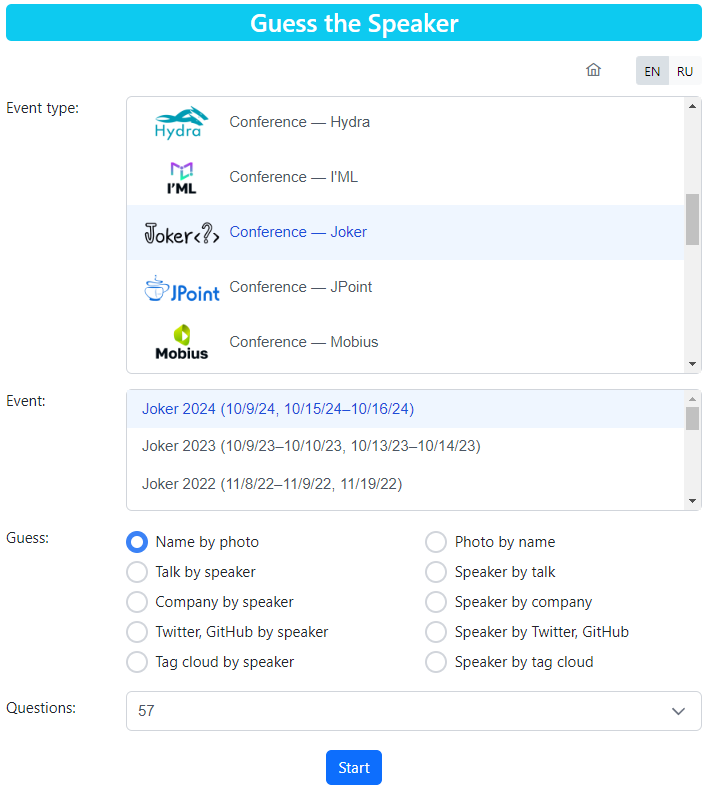 Guess the Speaker
EN RU
Event type:
Hydra Conference — Hydra
I'ML Conference — I'ML
Joker<?> Conference — Joker
JPoint Conference — JPoint
Mobius Conference — Mobius
Event:
Joker 2024 (10/9/24, 10/15/24–10/16/24)
Joker 2023 (10/9/23–10/10/23, 10/13/23–10/14/23)
Joker 2022 (11/8/22–11/9/22, 11/19/22)
Guess:
Name by photo Photo by name
Talk by speaker Speaker by talk
Company by speaker Speaker by company
Twitter, GitHub by speaker Speaker by Twitter, GitHub
Tag cloud by speaker Speaker by tag cloud
Questions:
57
Start